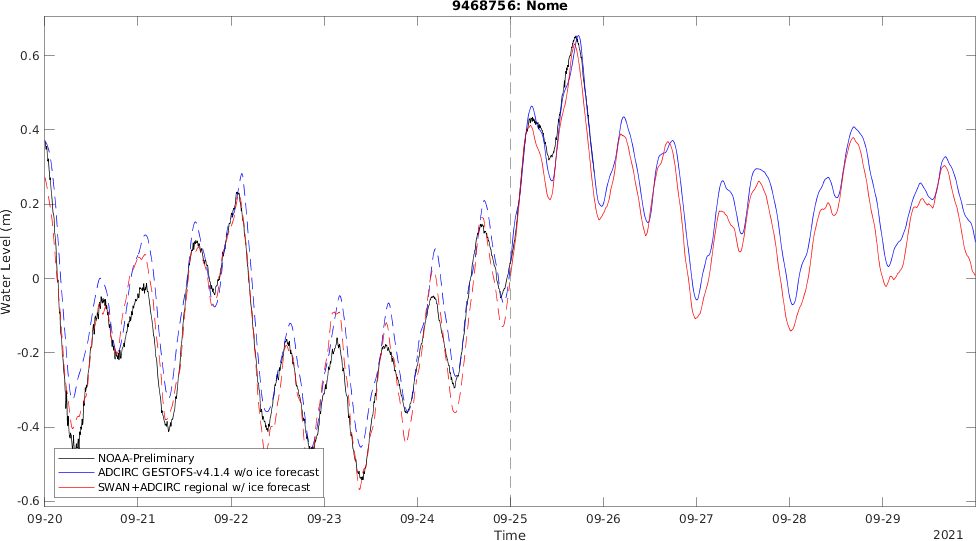 9468756: Nome
Water Level (m)
0.6
0.4
0.2
0
-0.2
-0.4
-0.6
NOAA-Preliminary
ADCIRC GESTOFS-v4.1.4 w/o ice forecast
SWAN+ADCIRC regional w/ ice forecast
09-20 09-21 09-22 09-23 09-24 09-25 09-26 09-27 09-28 09-29
Time
2021